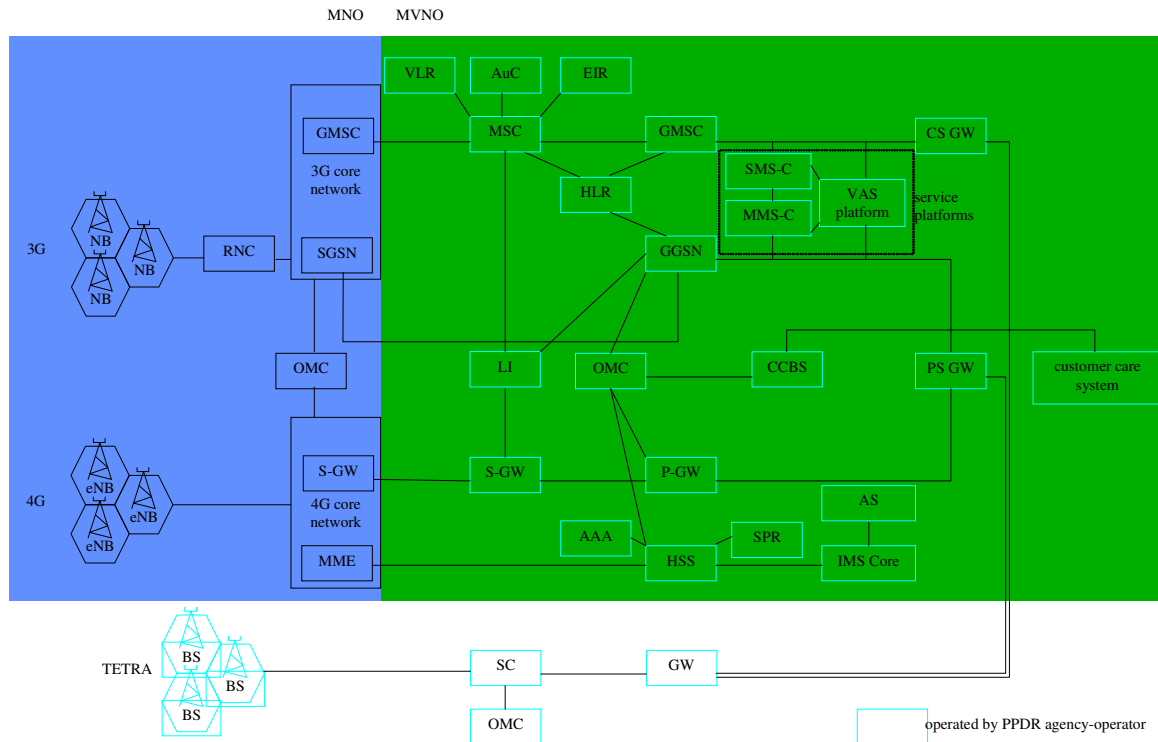 MNO MVNO
VLR AuC EIR
GMSC MSC GMSC CS GW
3G core
network
SMS-C
HLR
VAS
platform
service
platforms
MMS-C
NB
3G
NB
NB
RNC
SGSN
GGSN
OMC LI OMC CCBS PS GW
customer care
system
S-GW S-GW P-GW
eNB
4G
eNB
eNB
4G core
network
AS
AAA SPR
MME HSS IMS Core
TETRA
BS
BS
BS
SC GW
OMC
operated by PPDR agency-operator